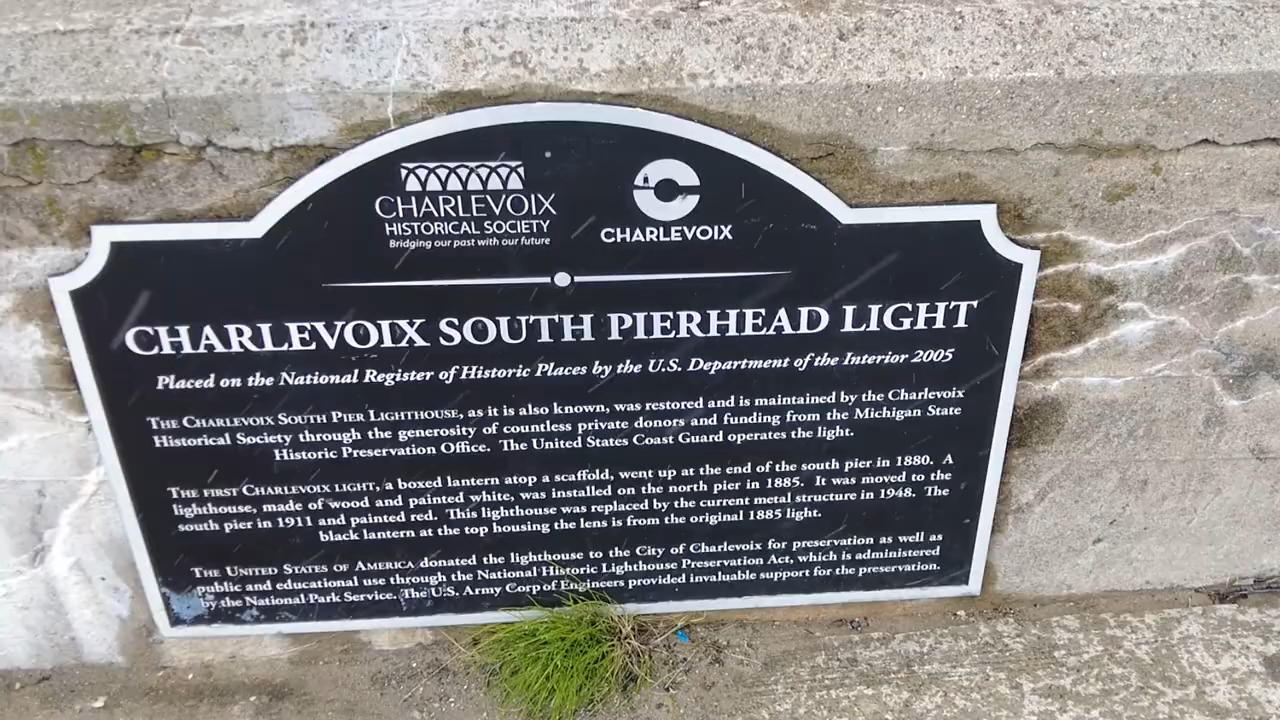 CHARLEVOIX
HISTORICAL SOCIETY
Bridging our past with our future
CHARLEVOIX
CHARLEVOIX SOUTH PIERHEAD LIGHT
Placed on the National Register of Historic Places by the U.S. Department of the Interior 2005
THE CHARLEVOIX SOUTH PIER LIGHTHOUSE, as it is also known, was restored and is maintained by the Charlevoix
Historical Society through the generosity of countless private donors and funding from the Michigan State
Historic Preservation Office. The United States Coast Guard operates the light.
THE FIRST CHARLEVOIX LIGHT, a boxed lantern atop a scaffold, went up at the end of the south pier in 1880. A
lighthouse, made of wood and painted white, was installed on the north pier in 1885. It was moved to the
south pier in 1911 and painted red. This lighthouse was replaced by the current metal structure in 1948. The
black lantern at the top housing the lens is from the original 1885 light.
THE UNITED STATES OF AMERICA donated the lighthouse to the City of Charlevoix for preservation as well as
public and educational use through the National Historic Lighthouse Preservation Act, which is administered
by the National Park Service. The U.S. Army Corp of Engineers provided invaluable support for the preservation.